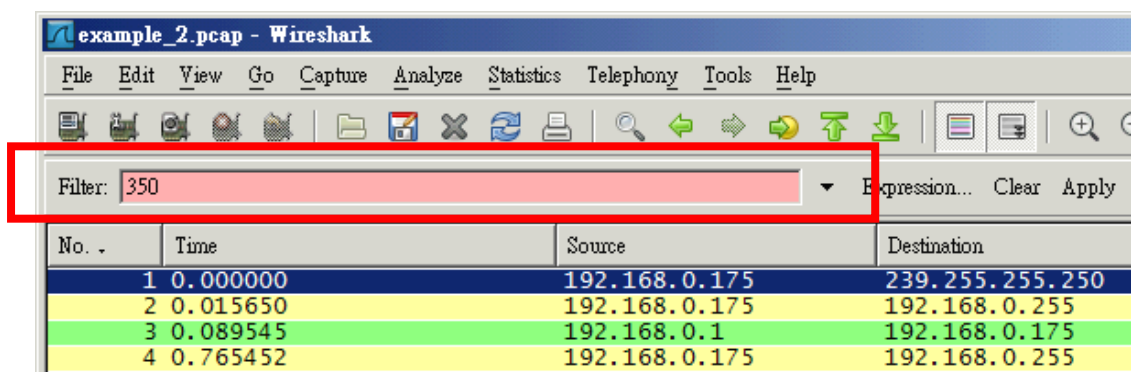 example_2.pcap - Wireshark
File Edit View Go Capture Analyze Statistics Telephony Tools Help
Filter: 350 Expression... Clear Apply
No. . Time Source Destination
1 0.000000 192.168.0.175 239.255.255.250
2 0.015650 192.168.0.175 192.168.0.255
3 0.089545 192.168.0.1 192.168.0.175
4 0.765452 192.168.0.175 192.168.0.255